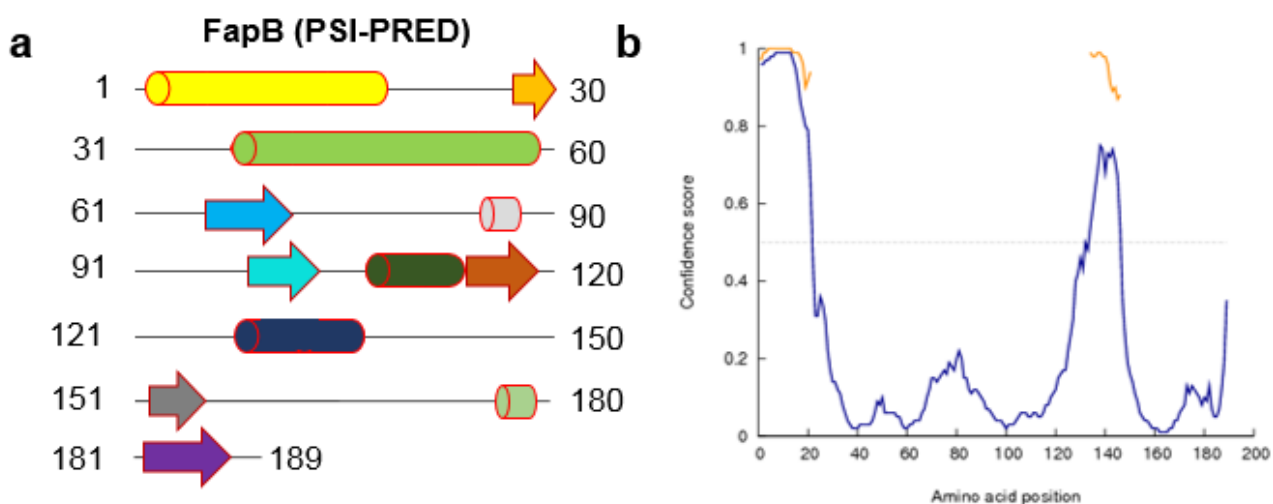 a
FapB (PSI-PRED)
1 30
31 60
61 90
91 120
121 150
151 180
181 189
b
Confidence score
1
0.8
0.6
0.4
0.2
0
0 20 40 60 80 100 120 140 160 180 200
Amino acid position